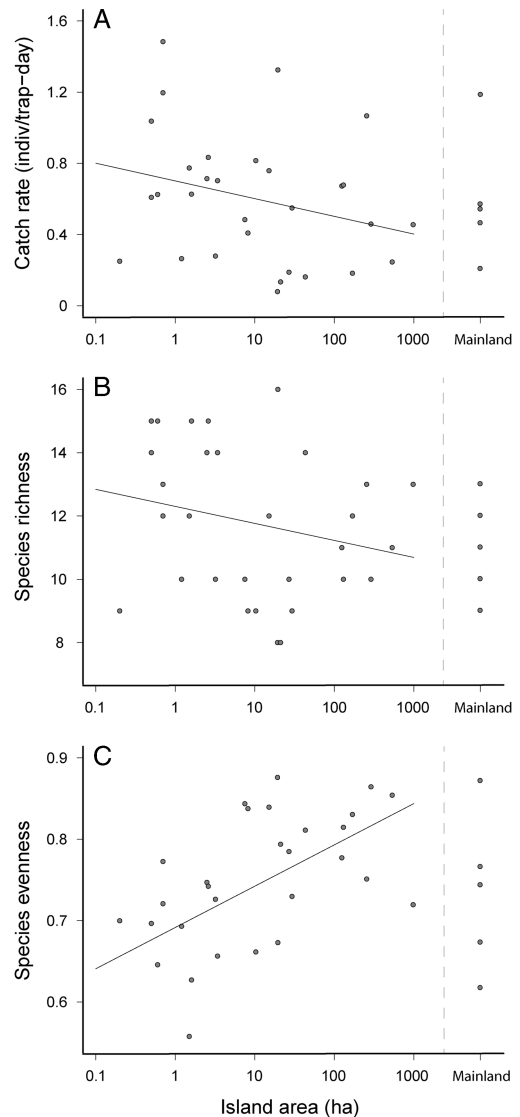 A
Catch rate (indiv/trap−day)
1.6
1.2
0.8
0.4
0
0.1 1 10 100 1000 Mainland
B
Species richness
16
14
12
10
8
0.1 1 10 100 1000 Mainland
C
Species evenness
0.9
0.8
0.7
0.6
0.1 1 10 100 1000 Mainland
Island area (ha)